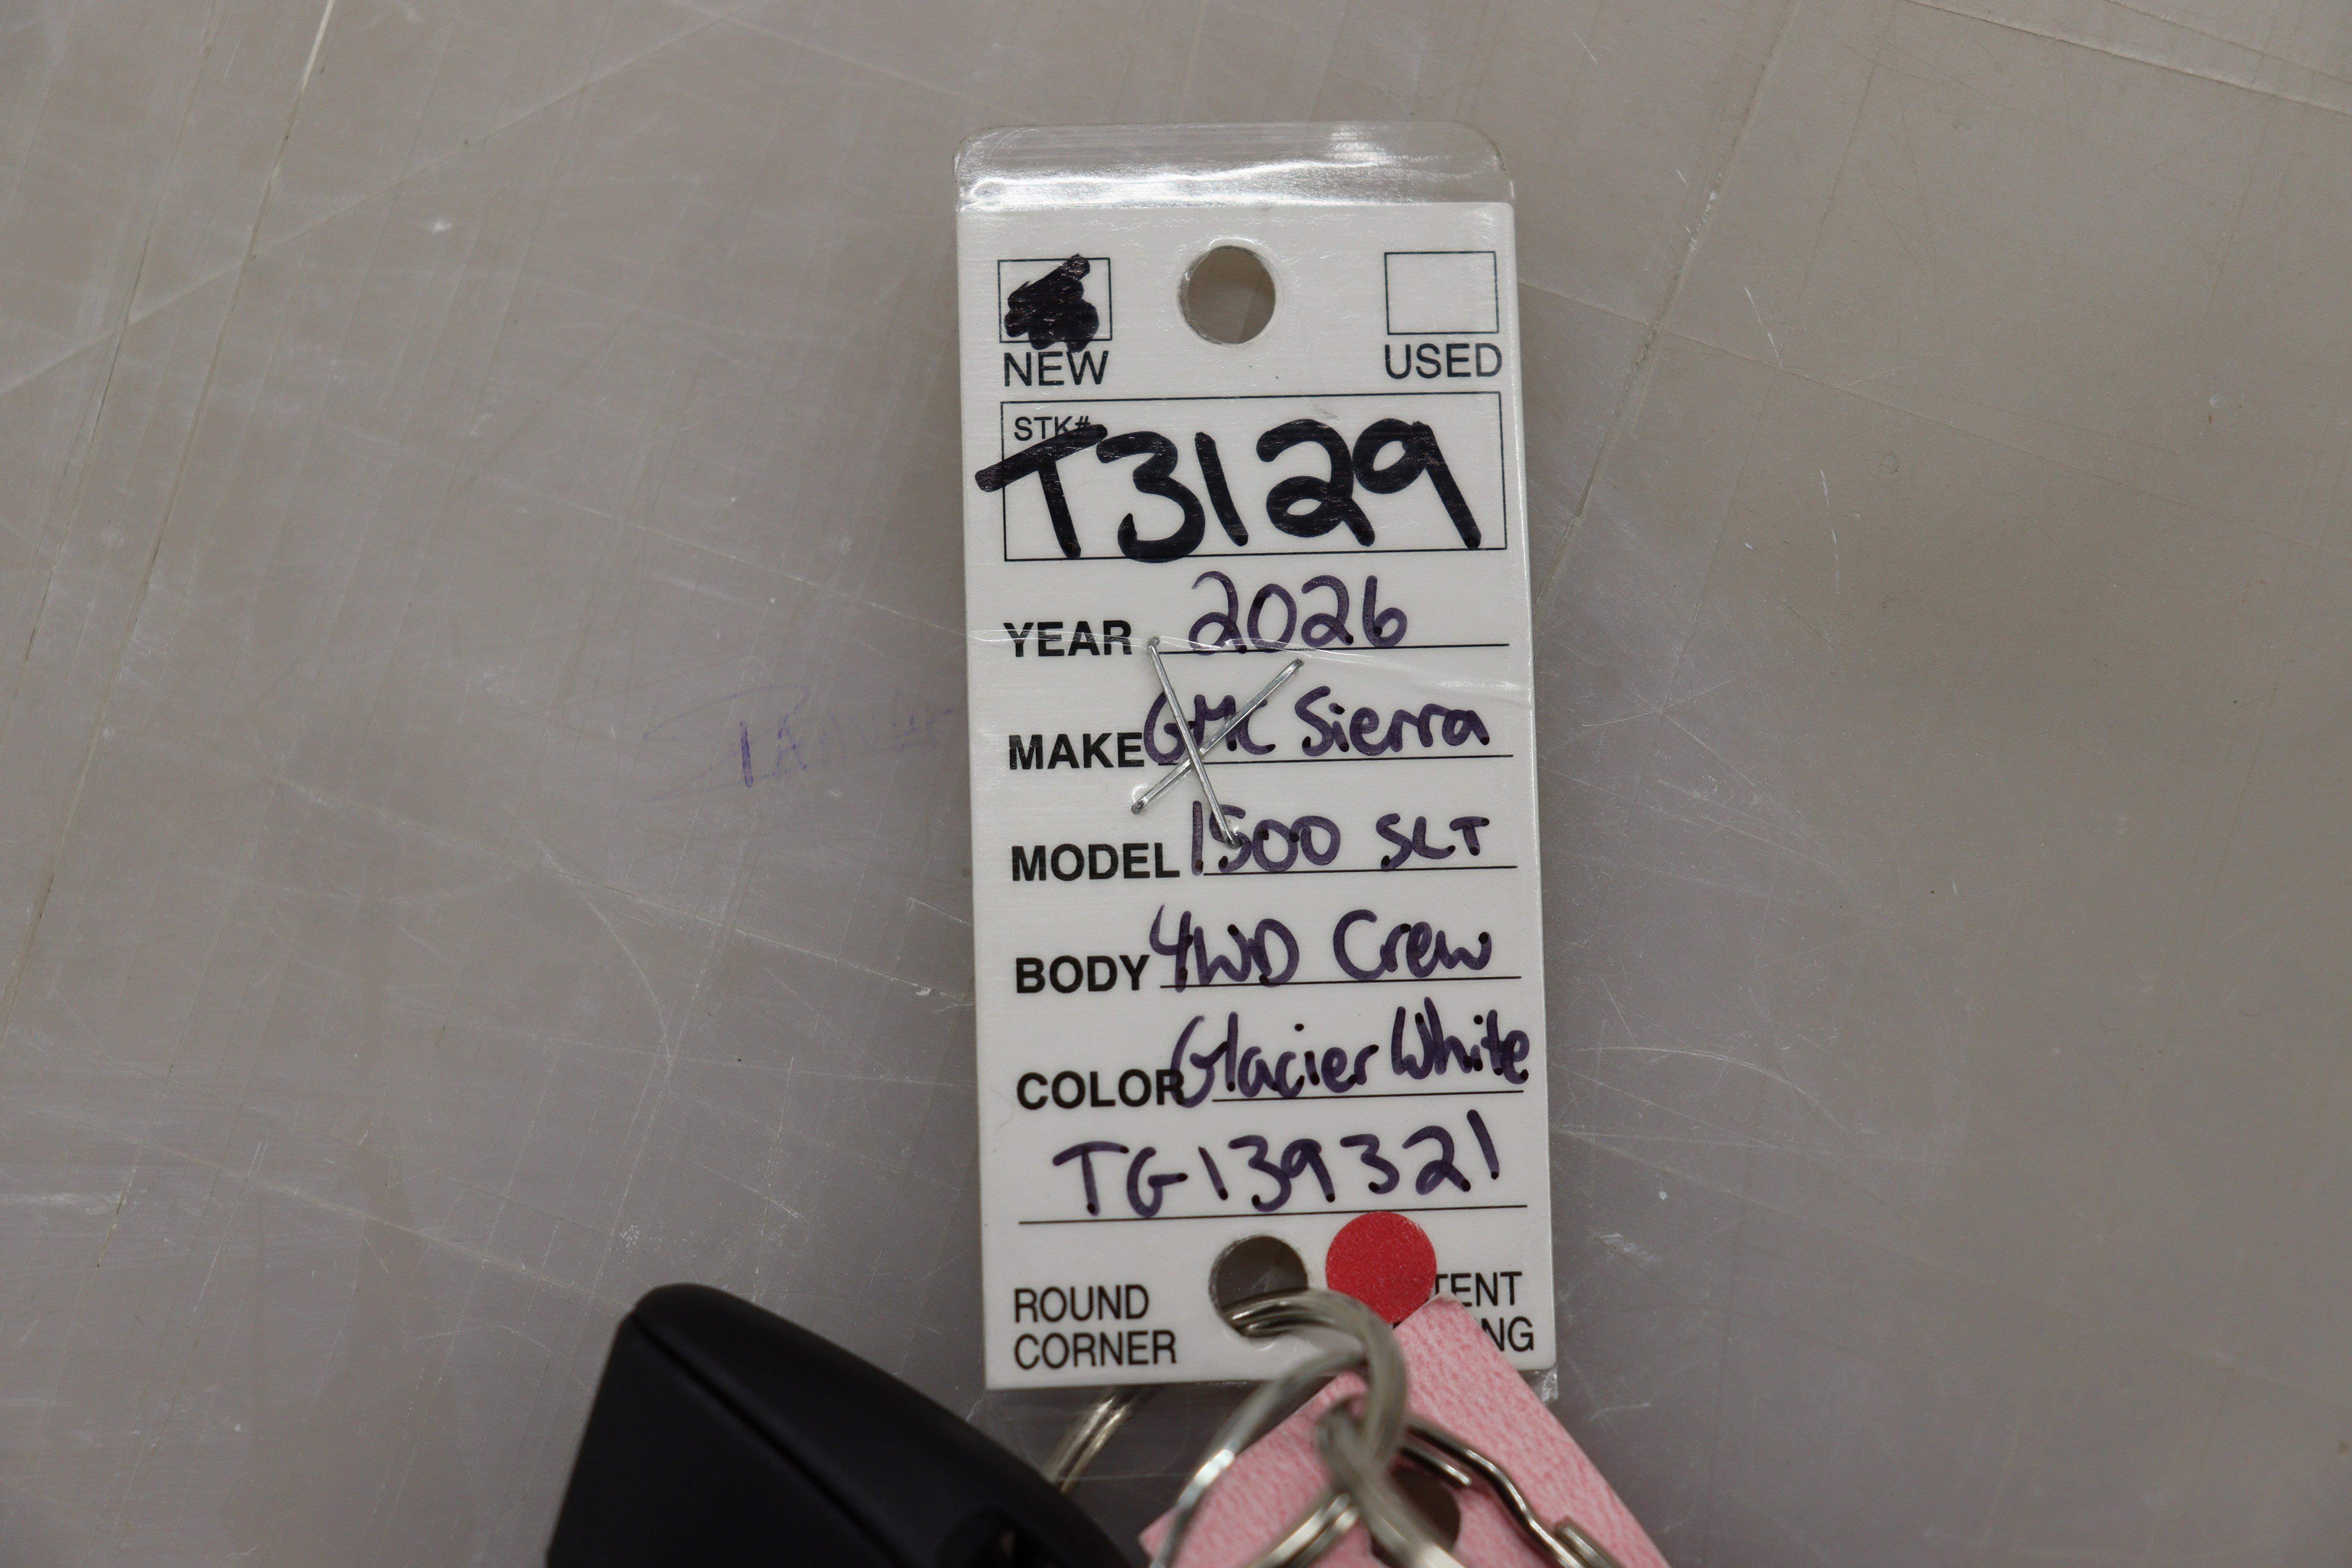 NEW USED
STK#
T3129
YEAR 2026
MAKE GMC Sierra
MODEL 1500 SLT
BODY 4WD Crew
COLOR Glacier White
TG139321
ROUND
CORNER